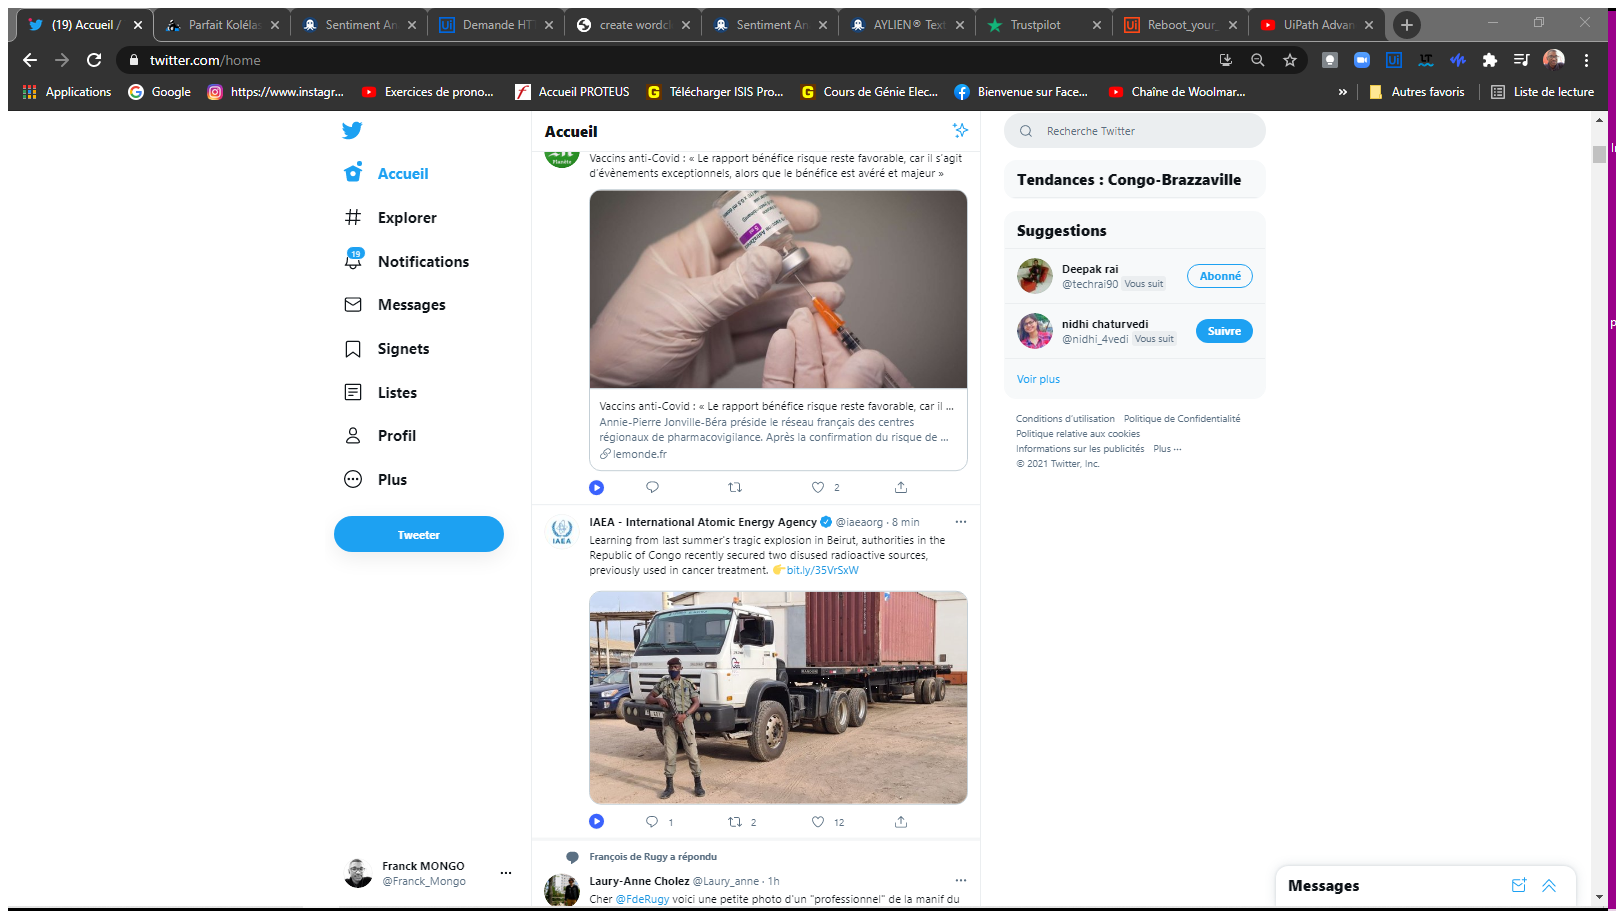 (19) Accueil /
Parfait Kolélas
Sentiment An
Demande HTT
create wordcl
Sentiment An
AYLIEN® Text
Trustpilot
Reboot_your_
UiPath Advan
twitter.com/home
Applications
Google
https://www.instagr...
Exercices de prono...
Accueil PROTEUS
Télécharger ISIS Pro...
Cours de Génie Elec...
Bienvenue sur Face...
Chaîne de Woolmar...
»
Autres favoris
Liste de lecture
Accueil
Explorer
19
Notifications
Messages
Signets
Listes
Profil
Plus
Tweeter
Franck MONGO
@Franck_Mongo
Accueil
Planète
Vaccins anti-Covid : « Le rapport bénéfice risque reste favorable, car il s'agit
d'évènements exceptionnels, alors que le bénéfice est avéré et majeur »
Vaccins anti-Covid : « Le rapport bénéfice risque reste favorable, car il ...
Annie-Pierre Jonville-Béra préside le réseau français des centres
régionaux de pharmacovigilance. Après la confirmation du risque de ...
lemonde.fr
2
IAEA - International Atomic Energy Agency @iaeaorg · 8 min
IAEA
Learning from last summer's tragic explosion in Beirut, authorities in the
Republic of Congo recently secured two disused radioactive sources,
previously used in cancer treatment. 👉bit.ly/35VrSxW
1 2 12
François de Rugy a répondu
Laury-Anne Cholez @Laury_anne · 1h
Cher @FdeRugy voici une petite photo d'un "professionnel" de la manif du
Recherche Twitter
Tendances : Congo-Brazzaville
Suggestions
Deepak rai
@techrai90 Vous suit
Abonné
nidhi chaturvedi
@nidhi_4vedi Vous suit
Suivre
Voir plus
Conditions d'utilisation Politique de Confidentialité
Politique relative aux cookies
Informations sur les publicités Plus ···
© 2021 Twitter, Inc.
Messages